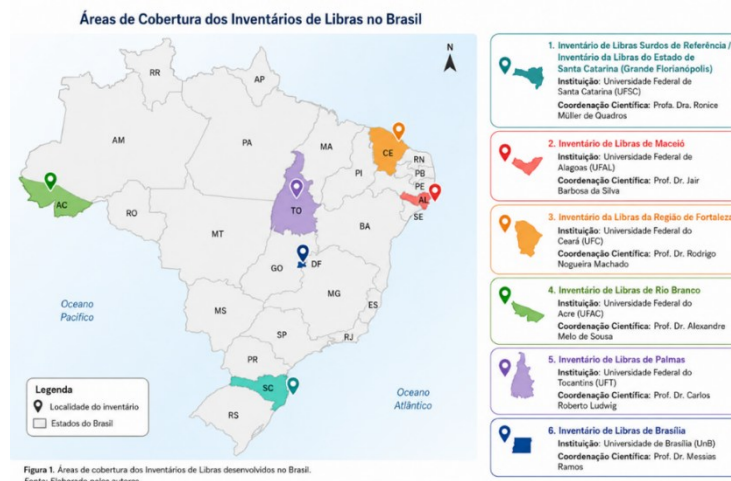 Áreas de Cobertura dos Inventários de Libras no Brasil
N
RR
AP
AM
PA
MA
CE
RN
PB
PE
AL
SE
PI
AC
RO
TO
MT
BA
GO
DF
MG
ES
MS
SP
RJ
PR
SC
RS
Oceano
Pacífico
Oceano
Atlântico
Legenda
Localidade do inventário
Estados do Brasil
1. Inventário de Libras Surdos de Referência /
Inventário da Libras do Estado de
Santa Catarina (Grande Florianópolis)
Instituição: Universidade Federal de
Santa Catarina (UFSC)
Coordenação Científica: Profa. Dra. Ronice
Müller de Quadros
2. Inventário de Libras de Maceió
Instituição: Universidade Federal de
Alagoas (UFAL)
Coordenação Científica: Prof. Dr. Jair
Barbosa da Silva
3. Inventário da Libras da Região de Fortaleza
Instituição: Universidade Federal do
Ceará (UFC)
Coordenação Científica: Prof. Dr. Rodrigo
Nogueira Machado
4. Inventário de Libras de Rio Branco
Instituição: Universidade Federal do
Acre (UFAC)
Coordenação Científica: Prof. Dr. Alexandre
Melo de Sousa
5. Inventário de Libras de Palmas
Instituição: Universidade Federal do
Tocantins (UFT)
Coordenação Científica: Prof. Dr. Carlos
Roberto Ludwig
6. Inventário de Libras de Brasília
Instituição: Universidade de Brasília (UnB)
Coordenação Científica: Prof. Dr. Messias
Ramos
Figura 1. Áreas de cobertura dos Inventários de Libras desenvolvidos no Brasil.
Fonte: Elaborado pelos autores